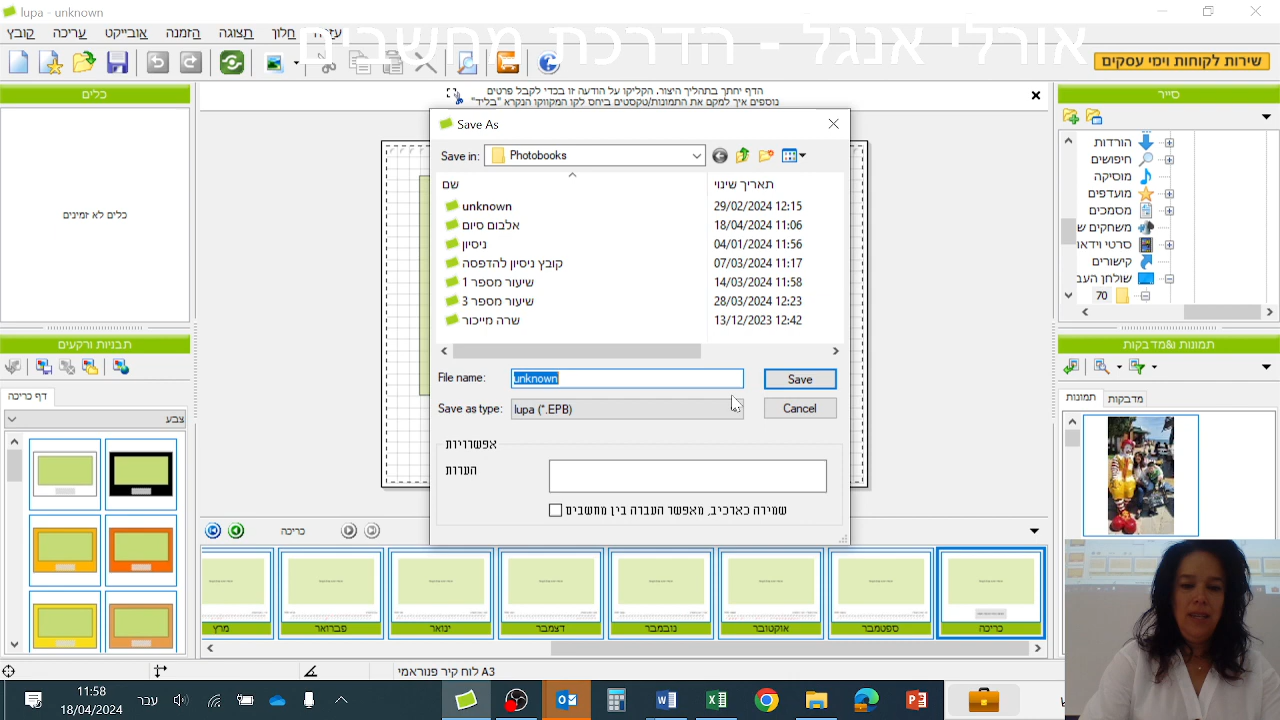 lupa - unknown
קובץ עריכה אובייקט הזמנה תצוגה חלון
אורלי אנגל - הדרכת מחשבים
שירות לקוחות וימי עסקים
כלים
כלים לא זמינים
הדף יחתך בתהליך היצור. הקליקו על הודעה זו בכדי לקבל פרטים
נוספים איך למקם את התמונות/טקסטים ביחס לקו המקווקו הנקרא "בליד"
סייר
הורדות
חיפושים
מוסיקה
מועדפים
מסמכים
משחקים ש
סרטי וידאו
קישורים
שולחן העב
70
Save As
Save in: Photobooks
שם תאריך שינוי
unknown 29/02/2024 12:15
אלבום סיום 18/04/2024 11:06
ניסיון 04/01/2024 11:56
קובץ ניסיון להדפסה 07/03/2024 11:17
שיעור מספר 1 14/03/2024 11:58
שיעור מספר 3 28/03/2024 12:23
שרה מייכור 13/12/2023 12:42
File name: unknown Save
Save as type: lupa (*.EPB) Cancel
אפשרויות
הערות
שמירה כארכיב, מאפשר העברה בין מחשבים
תבניות ורקעים
דף כריכה
צבע
תמונות &ומדבקות
תמונות מדבקות
כריכה
כריכה ספטמבר אוקטובר נובמבר דצמבר ינואר פברואר מרץ
A3 לוח קיר פנוראמי
11:58
18/04/2024